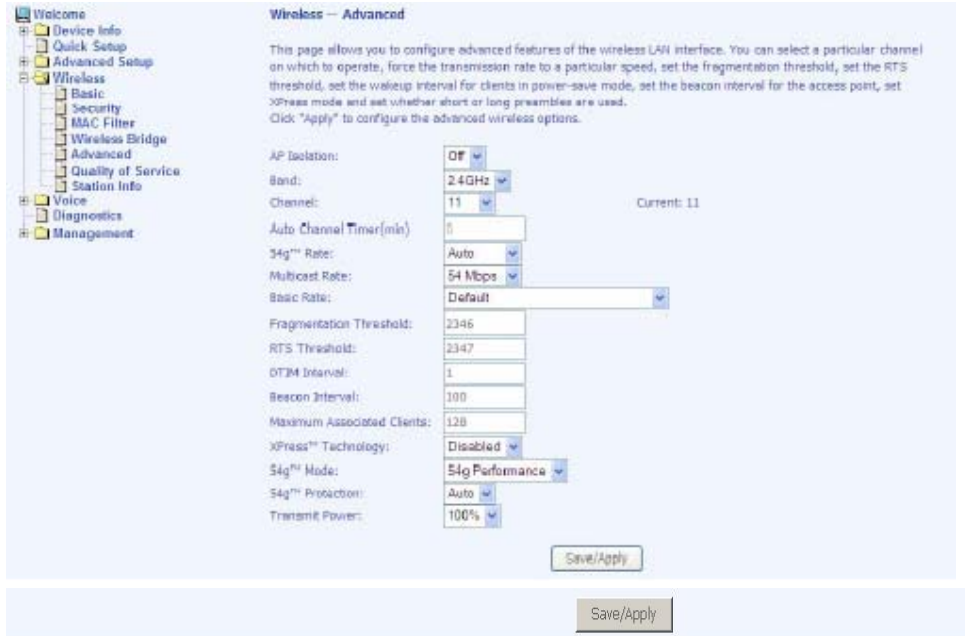 Welcome
Device Info
Quick Setup
Advanced Setup
Wireless
Basic
Security
MAC Filter
Wireless Bridge
Advanced
Quality of Service
Station Info
Voice
Diagnostics
Management
Wireless -- Advanced
This page allows you to configure advanced features of the wireless LAN interface. You can select a particular channel
on which to operate, force the transmission rate to a particular speed, set the fragmentation threshold, set the RTS
threshold, set the wakeup interval for clients in power-save mode, set the beacon interval for the access point, set
XPress mode and set whether short or long preambles are used.
Click "Apply" to configure the advanced wireless options.
AP Isolation: Off
Band: 2.4GHz
Channel: 11 Current: 11
Auto Channel Timer(min)
54g™ Rate: Auto
Multicast Rate: 54 Mbps
Basic Rate: Default
Fragmentation Threshold: 2346
RTS Threshold: 2347
DTIM Interval: 1
Beacon Interval: 100
Maximum Associated Clients: 128
XPress™ Technology: Disabled
54g™ Mode: 54g Performance
54g™ Protection: Auto
Transmit Power: 100%
Save/Apply
Save/Apply